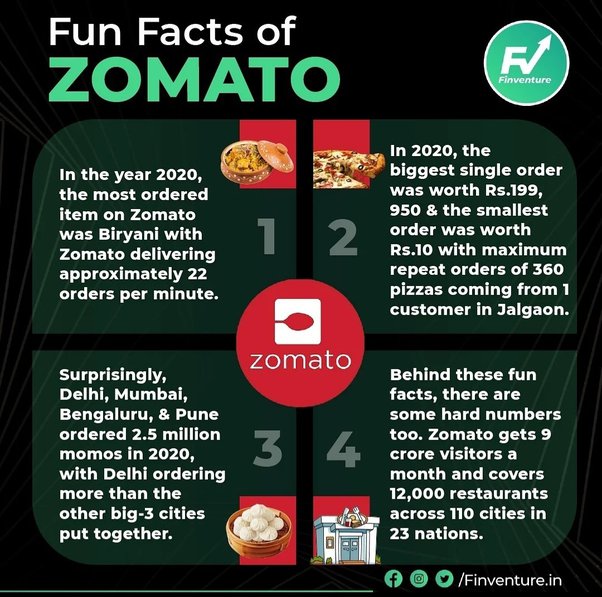 Fun Facts of
ZOMATO
FV
Finventure
In the year 2020,
the most ordered
item on Zomato
was Biryani with
Zomato delivering
approximately 22
orders per minute.
1
2
In 2020, the
biggest single order
was worth Rs.199,
950 & the smallest
order was worth
Rs.10 with maximum
repeat orders of 360
pizzas coming from 1
customer in Jalgaon.
zomato
Surprisingly,
Delhi, Mumbai,
Bengaluru, & Pune
ordered 2.5 million
momos in 2020,
with Delhi ordering
more than the
other big-3 cities
put together.
3
4
Behind these fun
facts, there are
some hard numbers
too. Zomato gets 9
crore visitors a
month and covers
12,000 restaurants
across 110 cities in
23 nations.
/Finventure.in